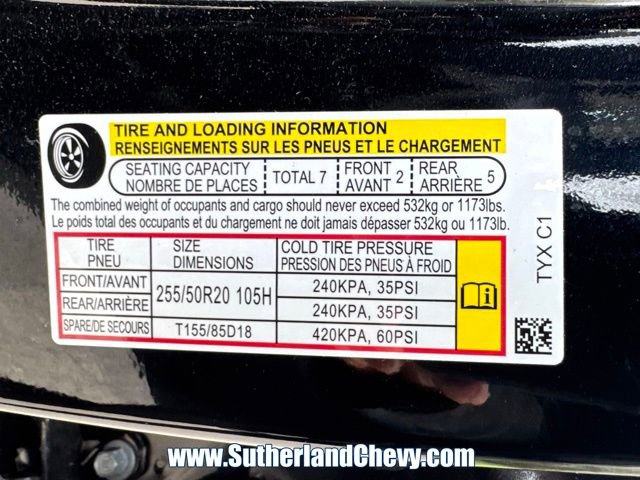 TIRE AND LOADING INFORMATION
RENSEIGNEMENTS SUR LES PNEUS ET LE CHARGEMENT
SEATING CAPACITY
NOMBRE DE PLACES
TOTAL 7
FRONT
AVANT 2
REAR
ARRIÈRE 5
The combined weight of occupants and cargo should never exceed 532kg or 1173lbs.
Le poids total des occupants et du chargement ne doit jamais dépasser 532kg ou 1173lb.
TIRE
PNEU
SIZE
DIMENSIONS
COLD TIRE PRESSURE
PRESSION DES PNEUS À FROID
FRONT/AVANT
255/50R20 105H
240KPA, 35PSI
REAR/ARRIÈRE
240KPA, 35PSI
SPARE/DE SECOURS
T155/85D18
420KPA, 60PSI
TYX C1
www.SutherlandChevy.com